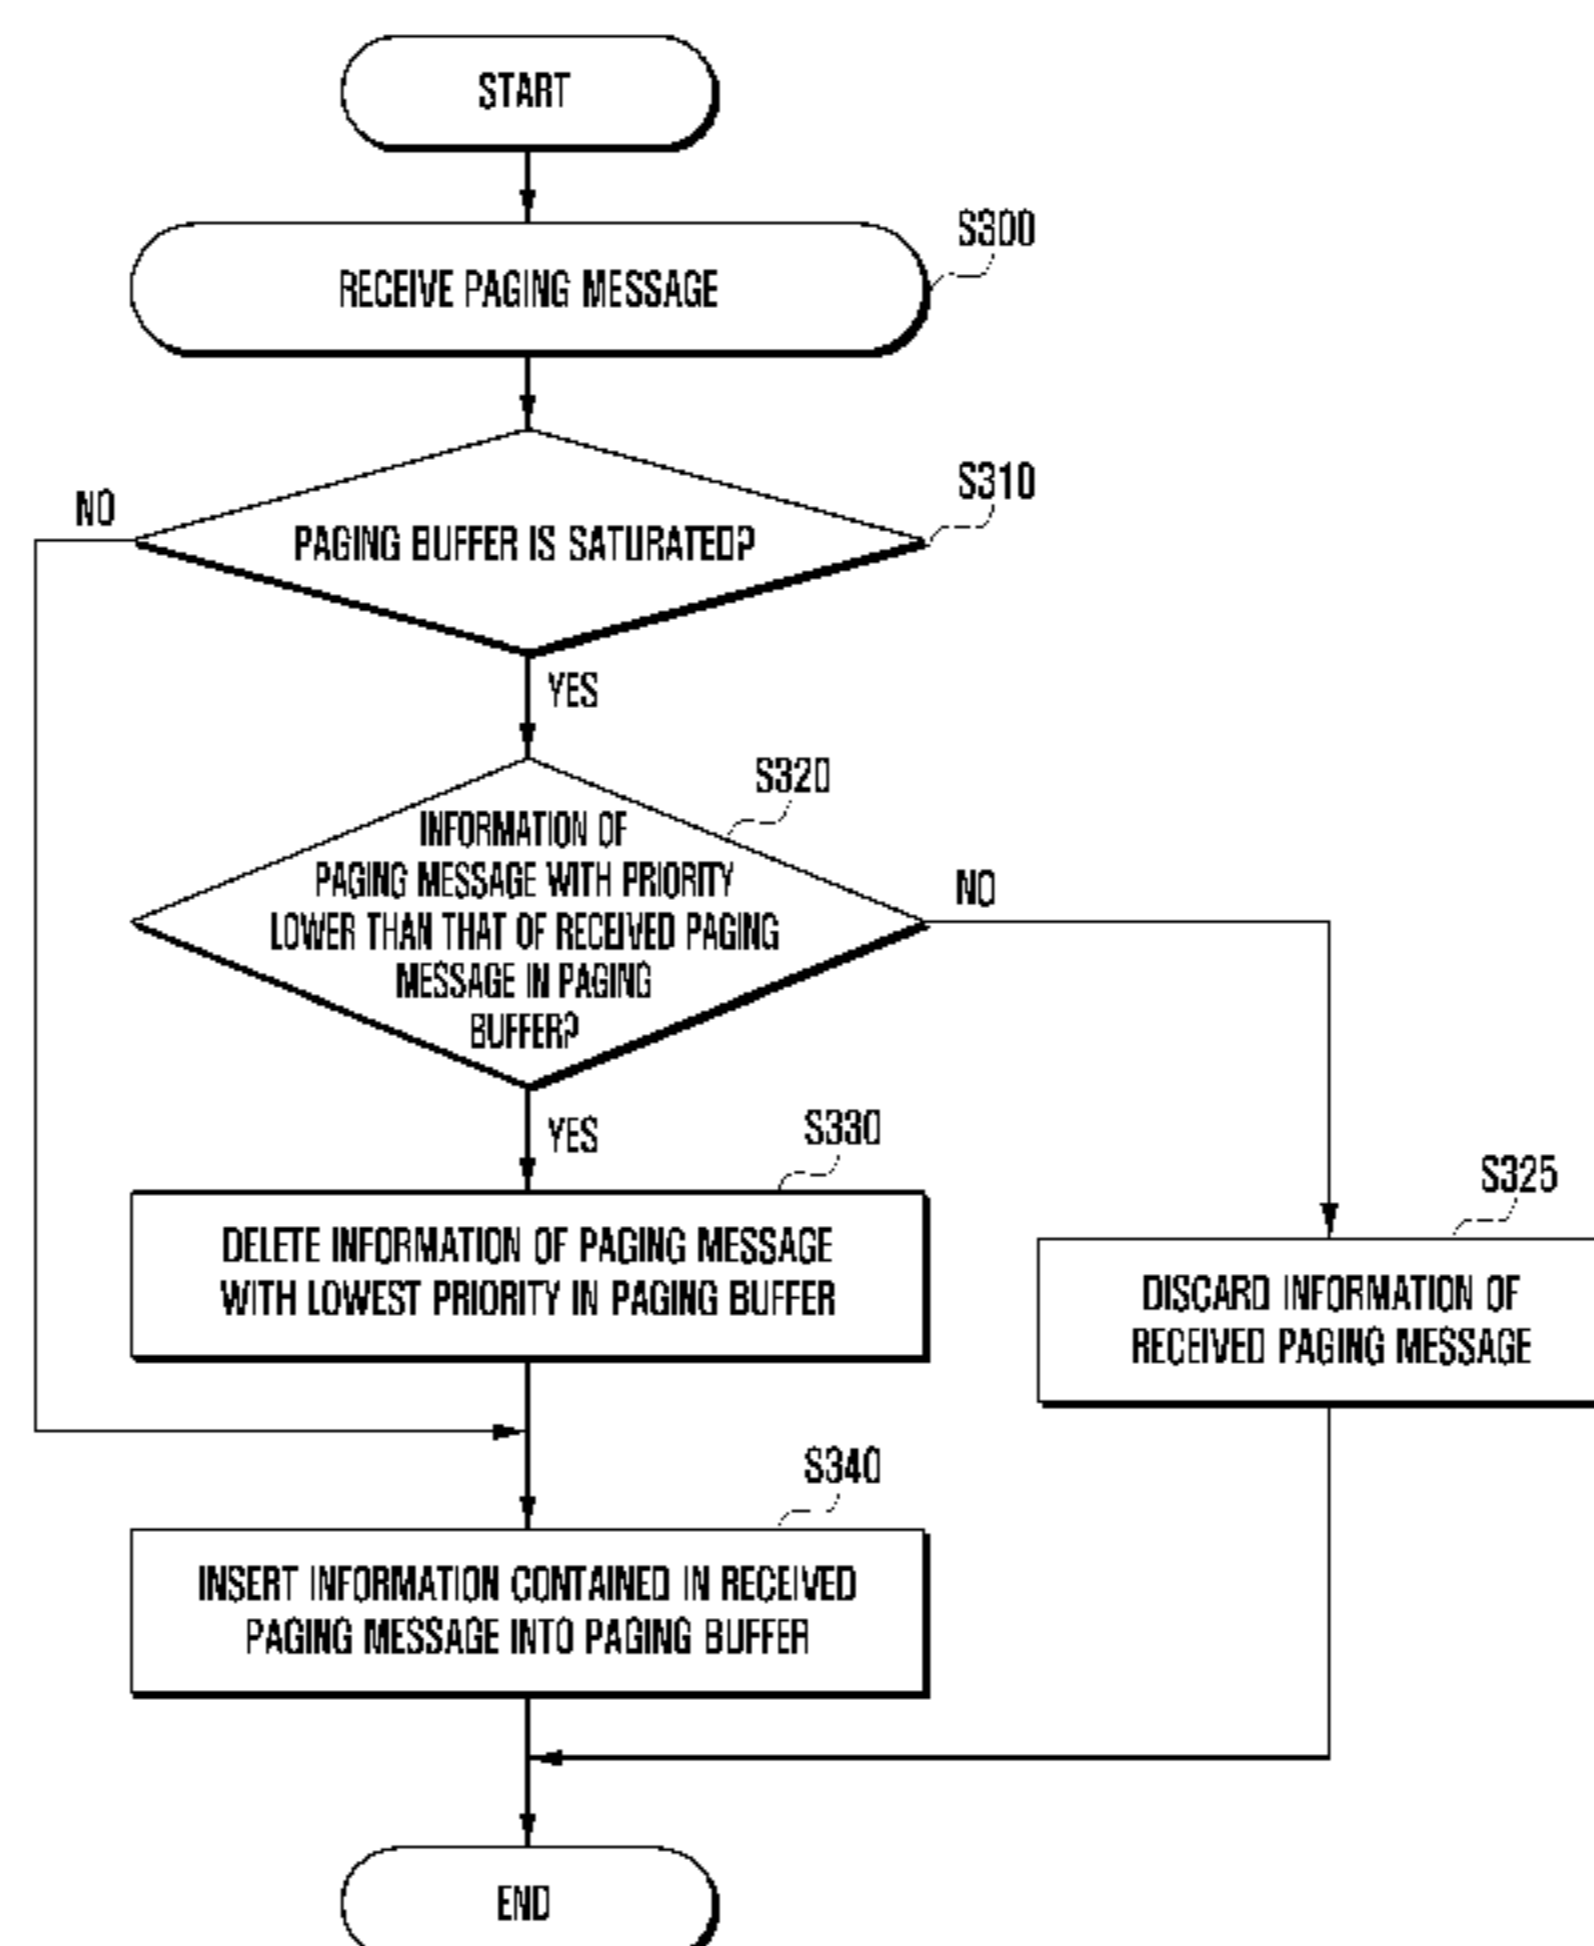 START
S300
RECEIVE PAGING MESSAGE
S310
NO
PAGING BUFFER IS SATURATED?
YES
S320
INFORMATION OF
PAGING MESSAGE WITH PRIORITY
LOWER THAN THAT OF RECEIVED PAGING
MESSAGE IN PAGING
BUFFER?
NO
YES
S330
DELETE INFORMATION OF PAGING MESSAGE
WITH LOWEST PRIORITY IN PAGING BUFFER
S325
DISCARD INFORMATION OF
RECEIVED PAGING MESSAGE
S340
INSERT INFORMATION CONTAINED IN RECEIVED
PAGING MESSAGE INTO PAGING BUFFER
END